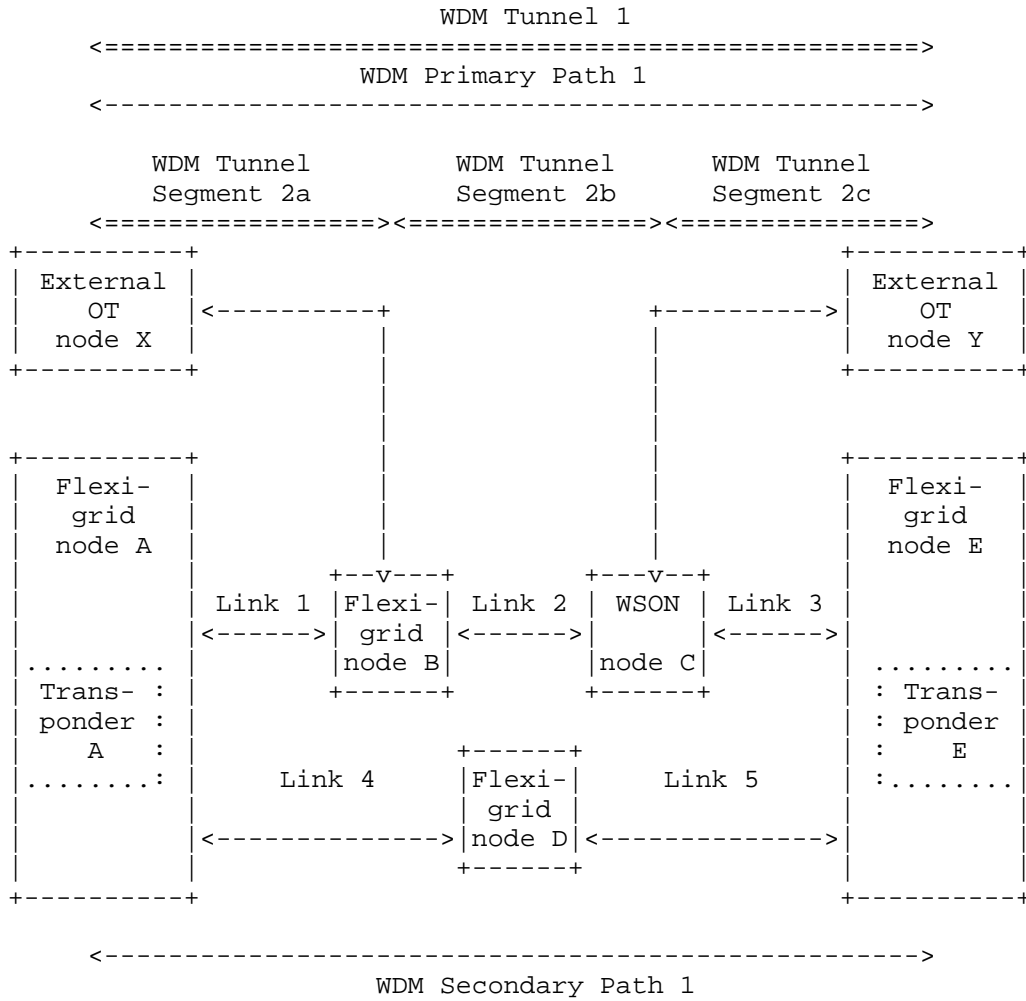 WDM Tunnel 1
<===============================================>
WDM Primary Path 1
<----------------------------------------------->
WDM Tunnel WDM Tunnel WDM Tunnel
Segment 2a Segment 2b Segment 2c
<================><===============><==============>
External External
OT OT
node X node Y
Flexi- Flexi-
grid grid
node A node E
Link 1 Flexi- Link 2 WSON Link 3
grid
node B node C
Trans- : : Trans-
ponder : : ponder
A : : E
Link 4 Flexi- Link 5
grid
node D
<----------------------------------------------->
WDM Secondary Path 1